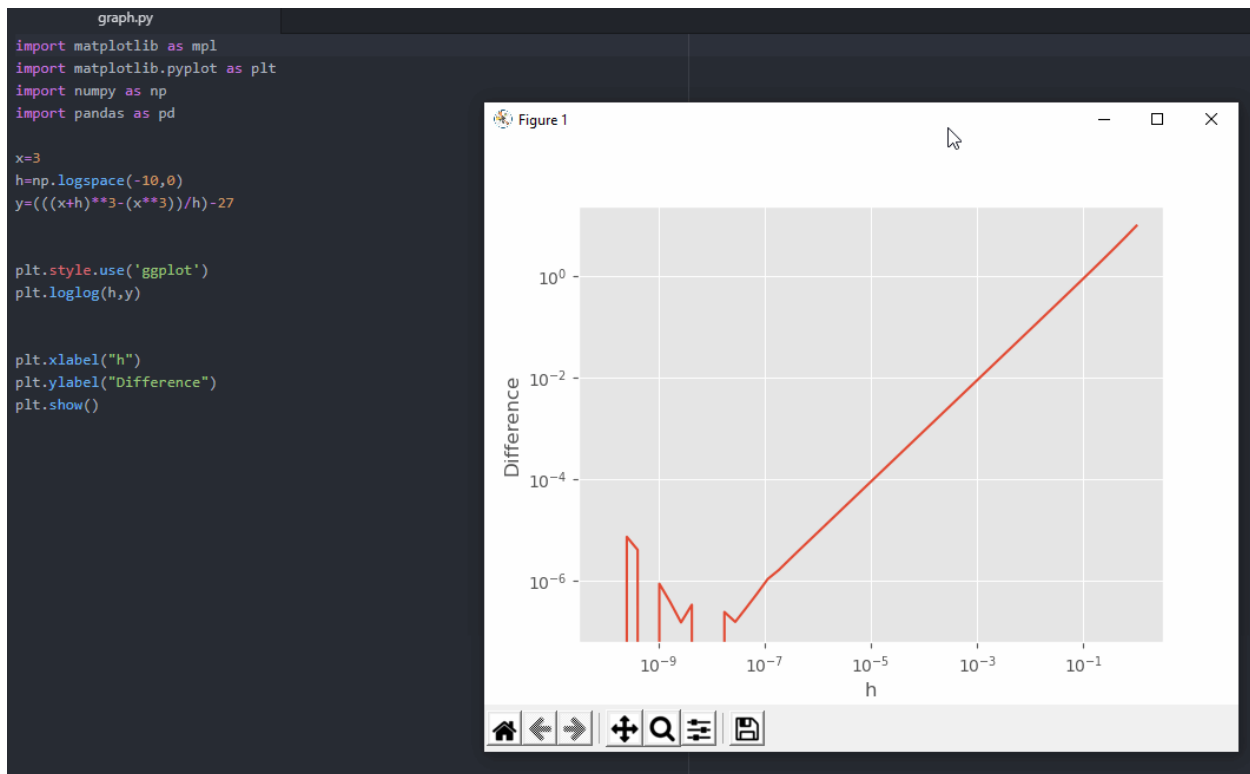 graph.py
import matplotlib as mpl
import matplotlib.pyplot as plt
import numpy as np
import pandas as pd
x=3
h=np.logspace(-10,0)
y=(((x+h)**3-(x**3))/h)-27
plt.style.use('ggplot')
plt.loglog(h,y)
plt.xlabel("h")
plt.ylabel("Difference")
plt.show()
Figure 1
Difference
10⁰
10⁻²
10⁻⁴
10⁻⁶
10⁻⁹ 10⁻⁷ 10⁻⁵ 10⁻³ 10⁻¹
h